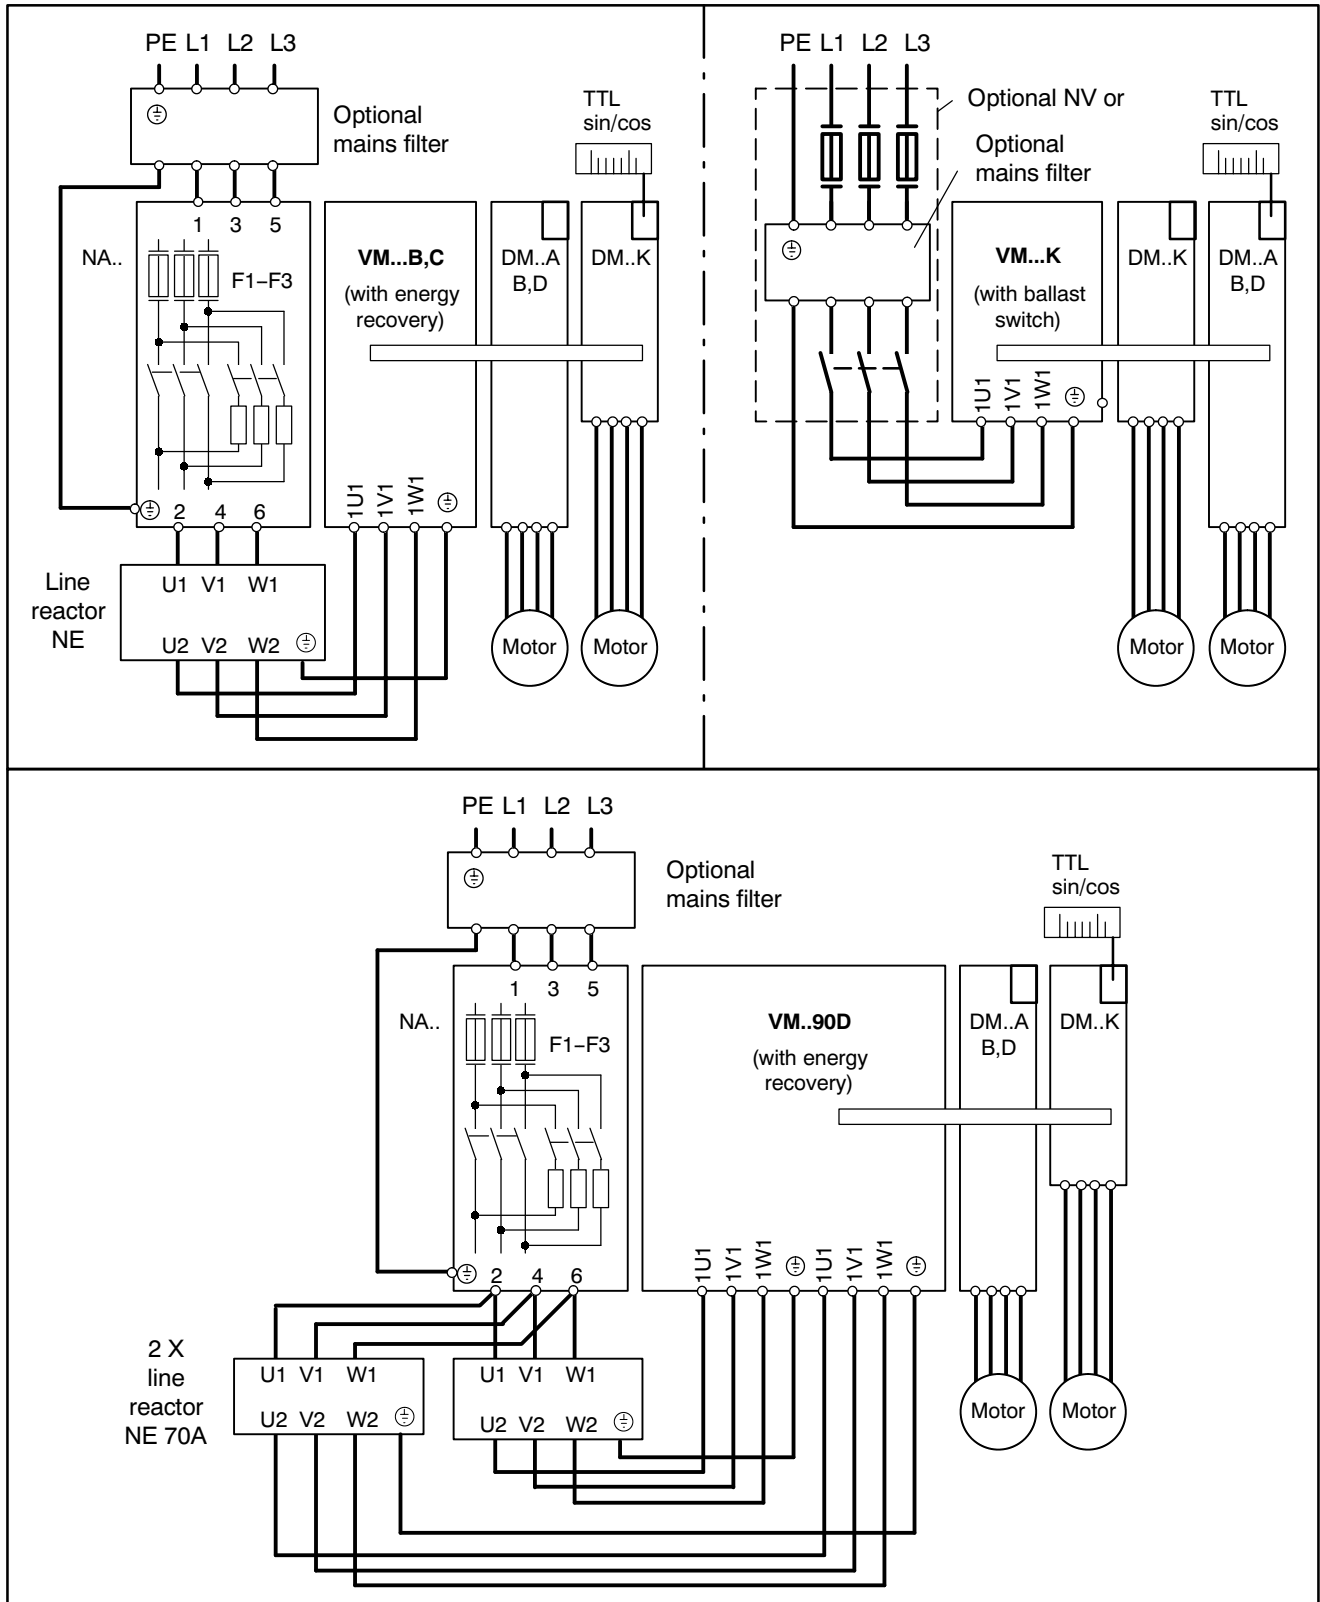 PE L1 L2 L3
Optional
mains filter
TTL
sin/cos
NA..
1 3 5
F1–F3
VM...B,C
(with energy
recovery)
DM..A
B,D
DM..K
2 4 6
1U1 1V1 1W1
Line
reactor
NE
U1 V1 W1
U2 V2 W2
Motor
Motor
PE L1 L2 L3
Optional NV or
Optional
mains filter
TTL
sin/cos
VM...K
(with ballast
switch)
DM..K
DM..A
B,D
1U1 1V1 1W1
Motor
Motor
PE L1 L2 L3
Optional
mains filter
TTL
sin/cos
NA..
1 3 5
F1–F3
VM..90D
(with energy
recovery)
DM..A
B,D
DM..K
2 4 6
1U1 1V1 1W1 1U1 1V1 1W1
2 X
line
reactor
NE 70A
U1 V1 W1
U2 V2 W2
U1 V1 W1
U2 V2 W2
Motor
Motor